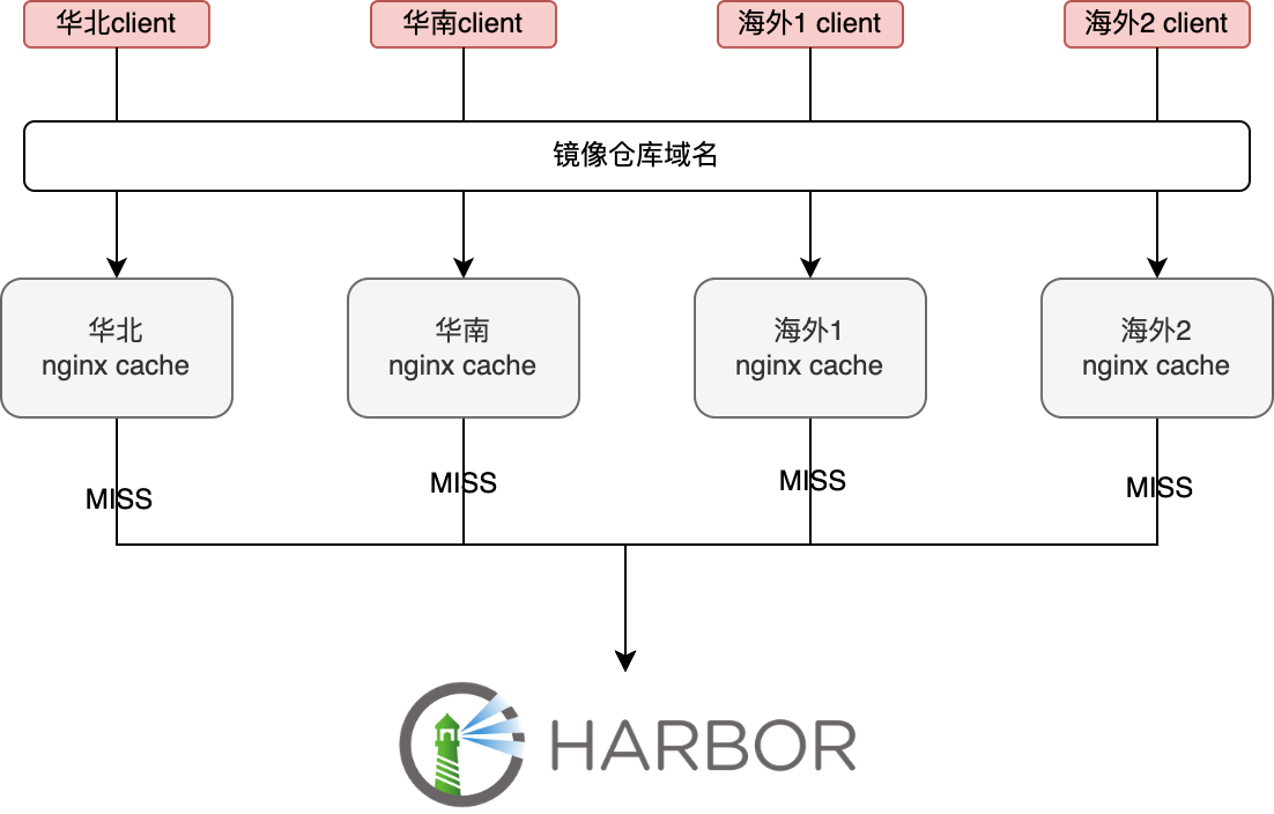 华北client
华南client
海外1 client
海外2 client
镜像仓库域名
华北
nginx cache
华南
nginx cache
海外1
nginx cache
海外2
nginx cache
MISS
MISS
MISS
MISS
HARBOR